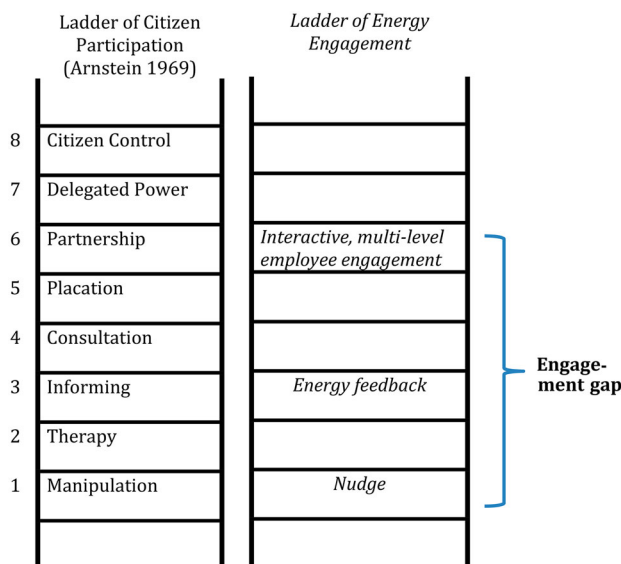 Ladder of Citizen
Participation
(Arnstein 1969)
Ladder of Energy
Engagement
8 Citizen Control
7 Delegated Power
6 Partnership
Interactive, multi-level
employee engagement
5 Placation
4 Consultation
3 Informing
Energy feedback
2 Therapy
1 Manipulation
Nudge
Engage-
ment gap